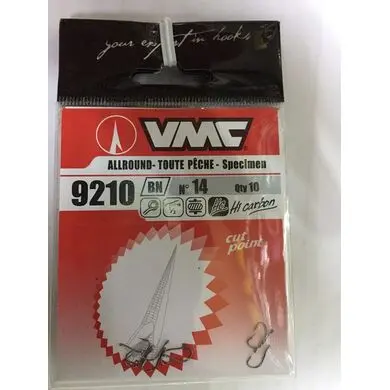 your expert in hooks
VMC
ALLROUND- TOUTE PÊCHE - Specimen
9210 BN N° 14 Qty 10
Hi carbon
cut
point